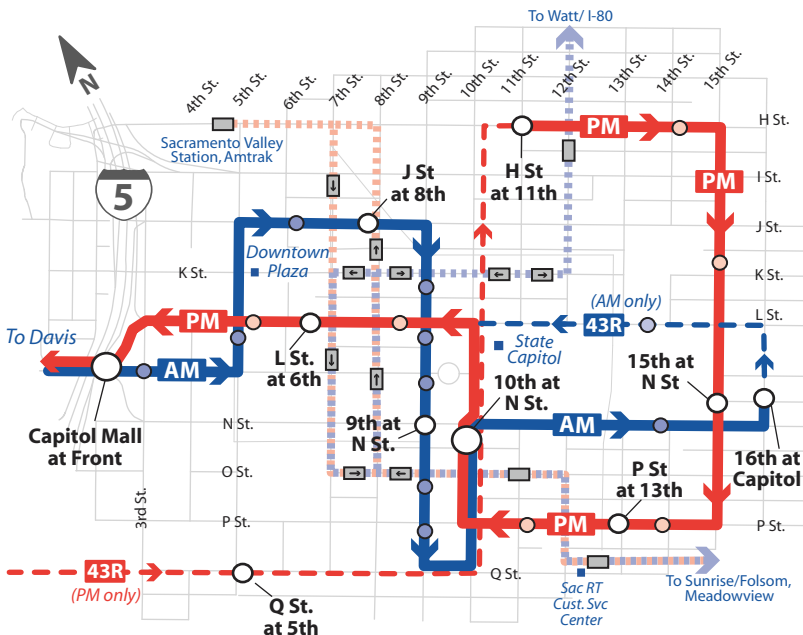 To Watt/ I-80
N
4th St.
5th St.
6th St.
7th St.
8th St.
9th St.
10th St.
11th St.
12th St.
13th St.
14th St.
15th St.
H St.
I St.
J St.
K St.
L St.
P St.
Sacramento Valley
Station, Amtrak
5
J St
at 8th
H St
at 11th
PM
PM
Downtown
Plaza
K St.
(AM only)
43R
State
Capitol
PM
To Davis
AM
L St.
at 6th
10th at
N St.
15th at
N St
Capitol Mall
at Front
N St.
9th at
N St.
AM
16th at
Capitol
O St.
P St
at 13th
3rd St.
P St.
PM
43R
(PM only)
Q St.
at 5th
Q St.
Sac RT
Cust. Svc
Center
To Sunrise/Folsom,
Meadowview